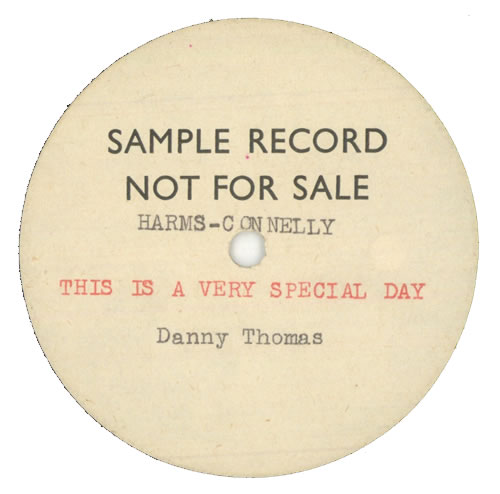 SAMPLE RECORD
NOT FOR SALE
HARMS-CONNELLY
THIS IS A VERY SPECIAL DAY
Danny Thomas